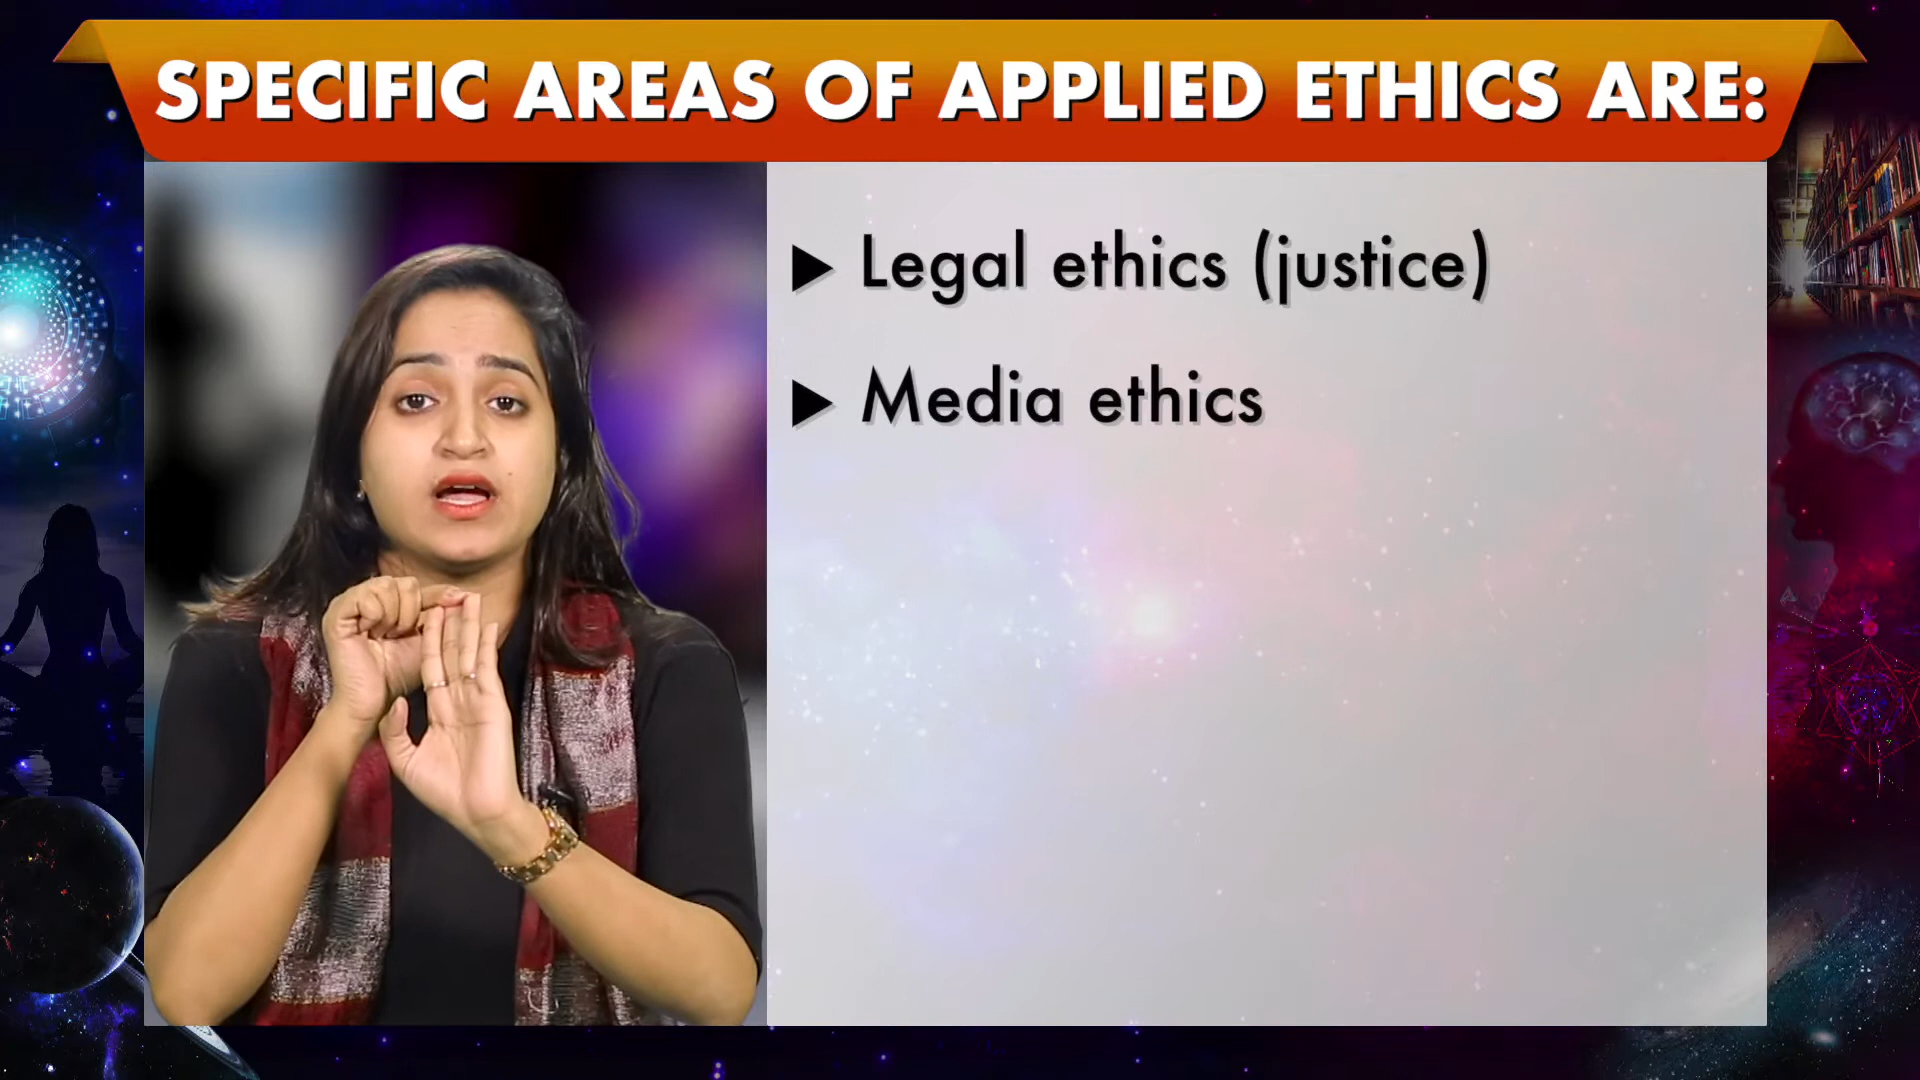 SPECIFIC AREAS OF APPLIED ETHICS ARE:
Legal ethics (justice)
Media ethics